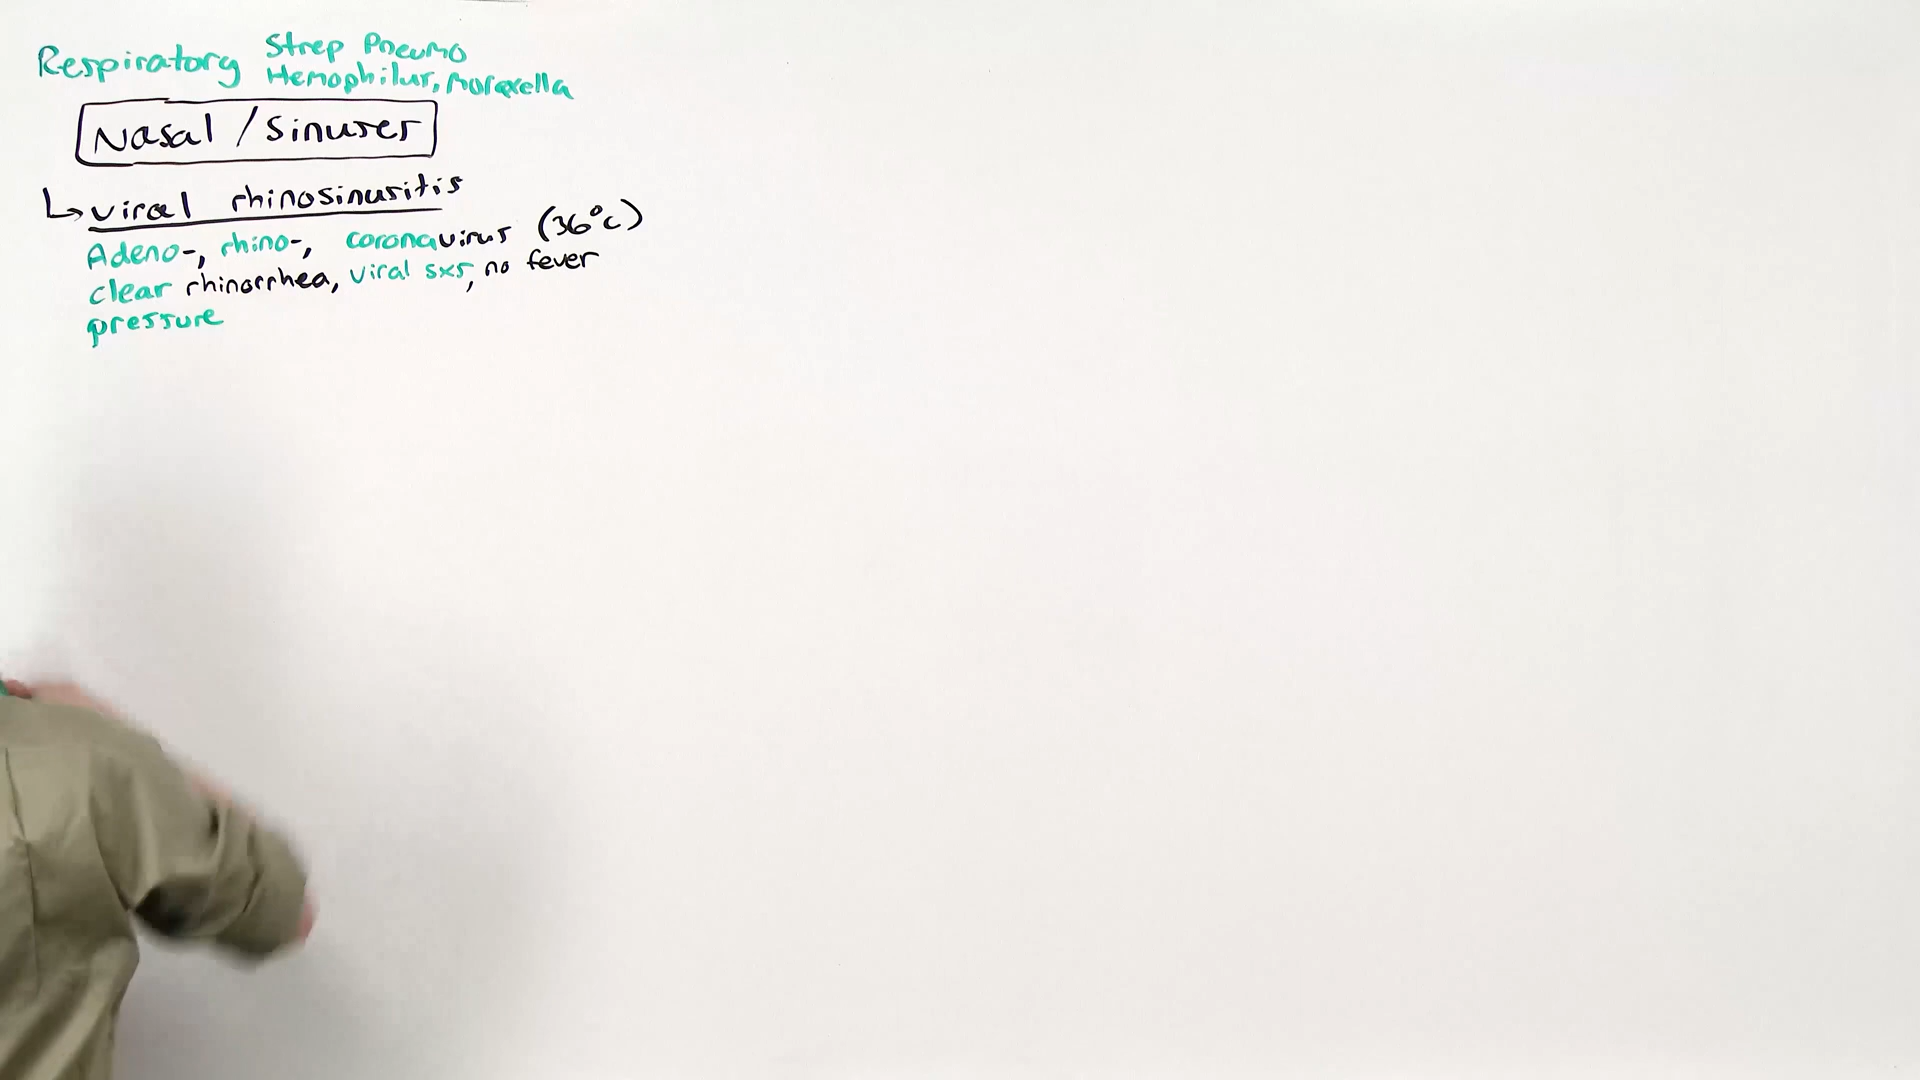 Respiratory Strep Pneumo
Hemophilus, Moraxella
Nasal / Sinuses
↳ viral rhinosinusitis
Adeno-, rhino-, coronavirus (36°C)
clear rhinorrhea, viral sxs, no fever
pressure